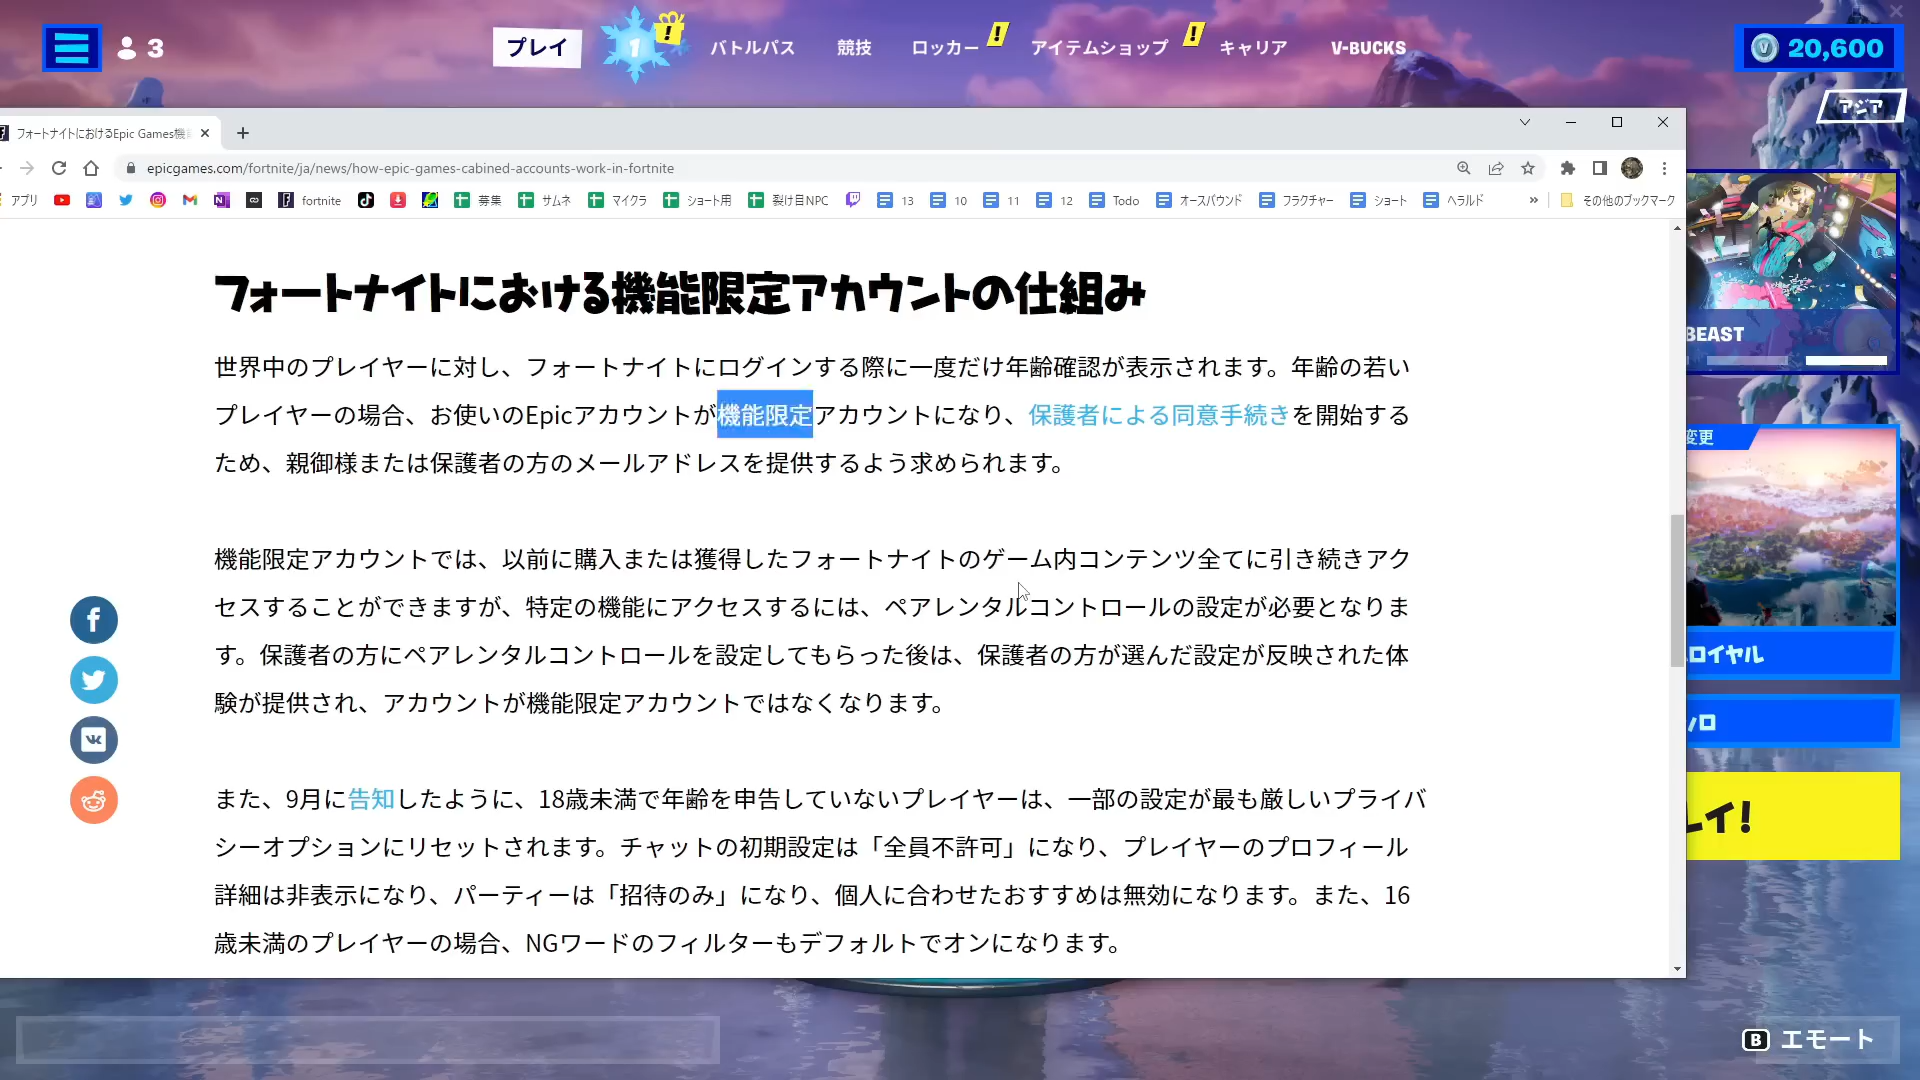 3
プレイ
1
バトルパス
競技
ロッカー
!
アイテムショップ
!
キャリア
V-BUCKS
20,600
アジア
フォートナイトにおけるEpic Games機
epicgames.com/fortnite/ja/news/how-epic-games-cabined-accounts-work-in-fortnite
アプリ
fortnite
募集
サムネ
マイクラ
ショート用
裂け目NPC
13
10
11
12
Todo
オースバウンド
フラクチャー
ショート
ヘラルド
»
その他のブックマーク
フォートナイトにおける機能限定アカウントの仕組み
世界中のプレイヤーに対し、フォートナイトにログインする際に一度だけ年齢確認が表示されます。年齢の若い
プレイヤーの場合、お使いのEpicアカウントが機能限定アカウントになり、保護者による同意手続きを開始する
ため、親御様または保護者の方のメールアドレスを提供するよう求められます。
機能限定アカウントでは、以前に購入または獲得したフォートナイトのゲーム内コンテンツ全てに引き続きアク
セスすることができますが、特定の機能にアクセスするには、ペアレンタルコントロールの設定が必要となりま
す。保護者の方にペアレンタルコントロールを設定してもらった後は、保護者の方が選んだ設定が反映された体
験が提供され、アカウントが機能限定アカウントではなくなります。
また、9月に告知したように、18歳未満で年齢を申告していないプレイヤーは、一部の設定が最も厳しいプライバ
シーオプションにリセットされます。チャットの初期設定は「全員不許可」になり、プレイヤーのプロフィール
詳細は非表示になり、パーティーは「招待のみ」になり、個人に合わせたおすすめは無効になります。また、16
歳未満のプレイヤーの場合、NGワードのフィルターもデフォルトでオンになります。
BEAST
変更
ロイヤル
ソロ
レイ!
B エモート